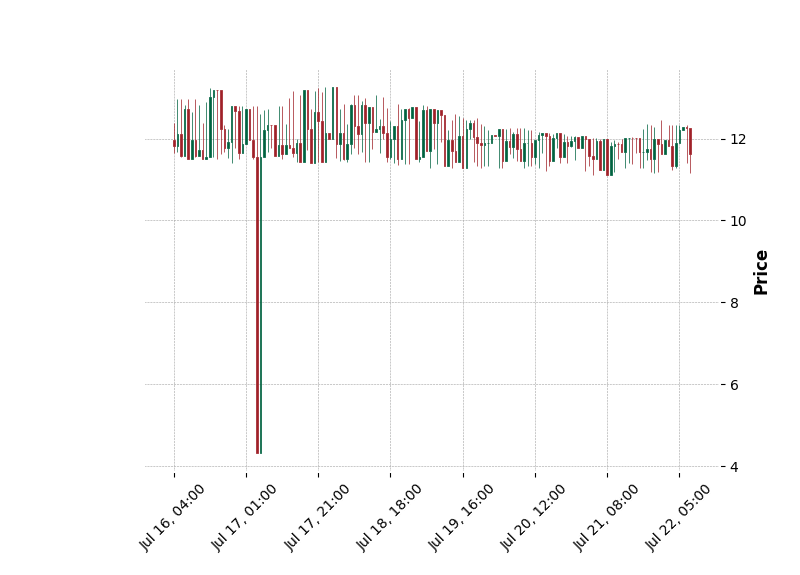 12
10
8
6
4
Price
Jul 16, 04:00
Jul 17, 01:00
Jul 17, 21:00
Jul 18, 18:00
Jul 19, 16:00
Jul 20, 12:00
Jul 21, 08:00
Jul 22, 05:00